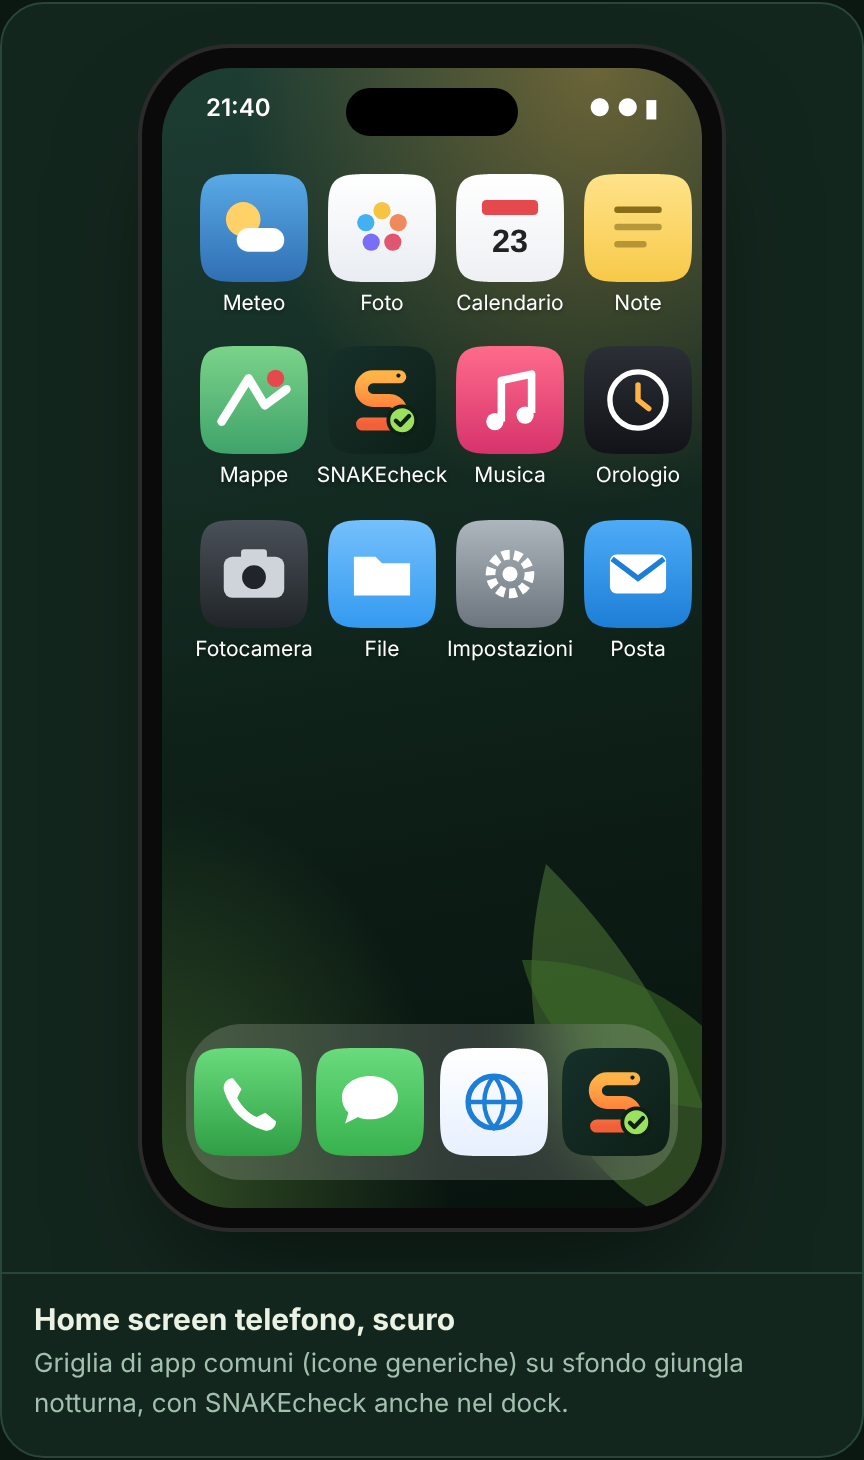 21:40
23
Meteo Foto Calendario Note
Mappe SNAKEcheck Musica Orologio
Fotocamera File Impostazioni Posta
Home screen telefono, scuro
Griglia di app comuni (icone generiche) su sfondo giungla
notturna, con SNAKEcheck anche nel dock.